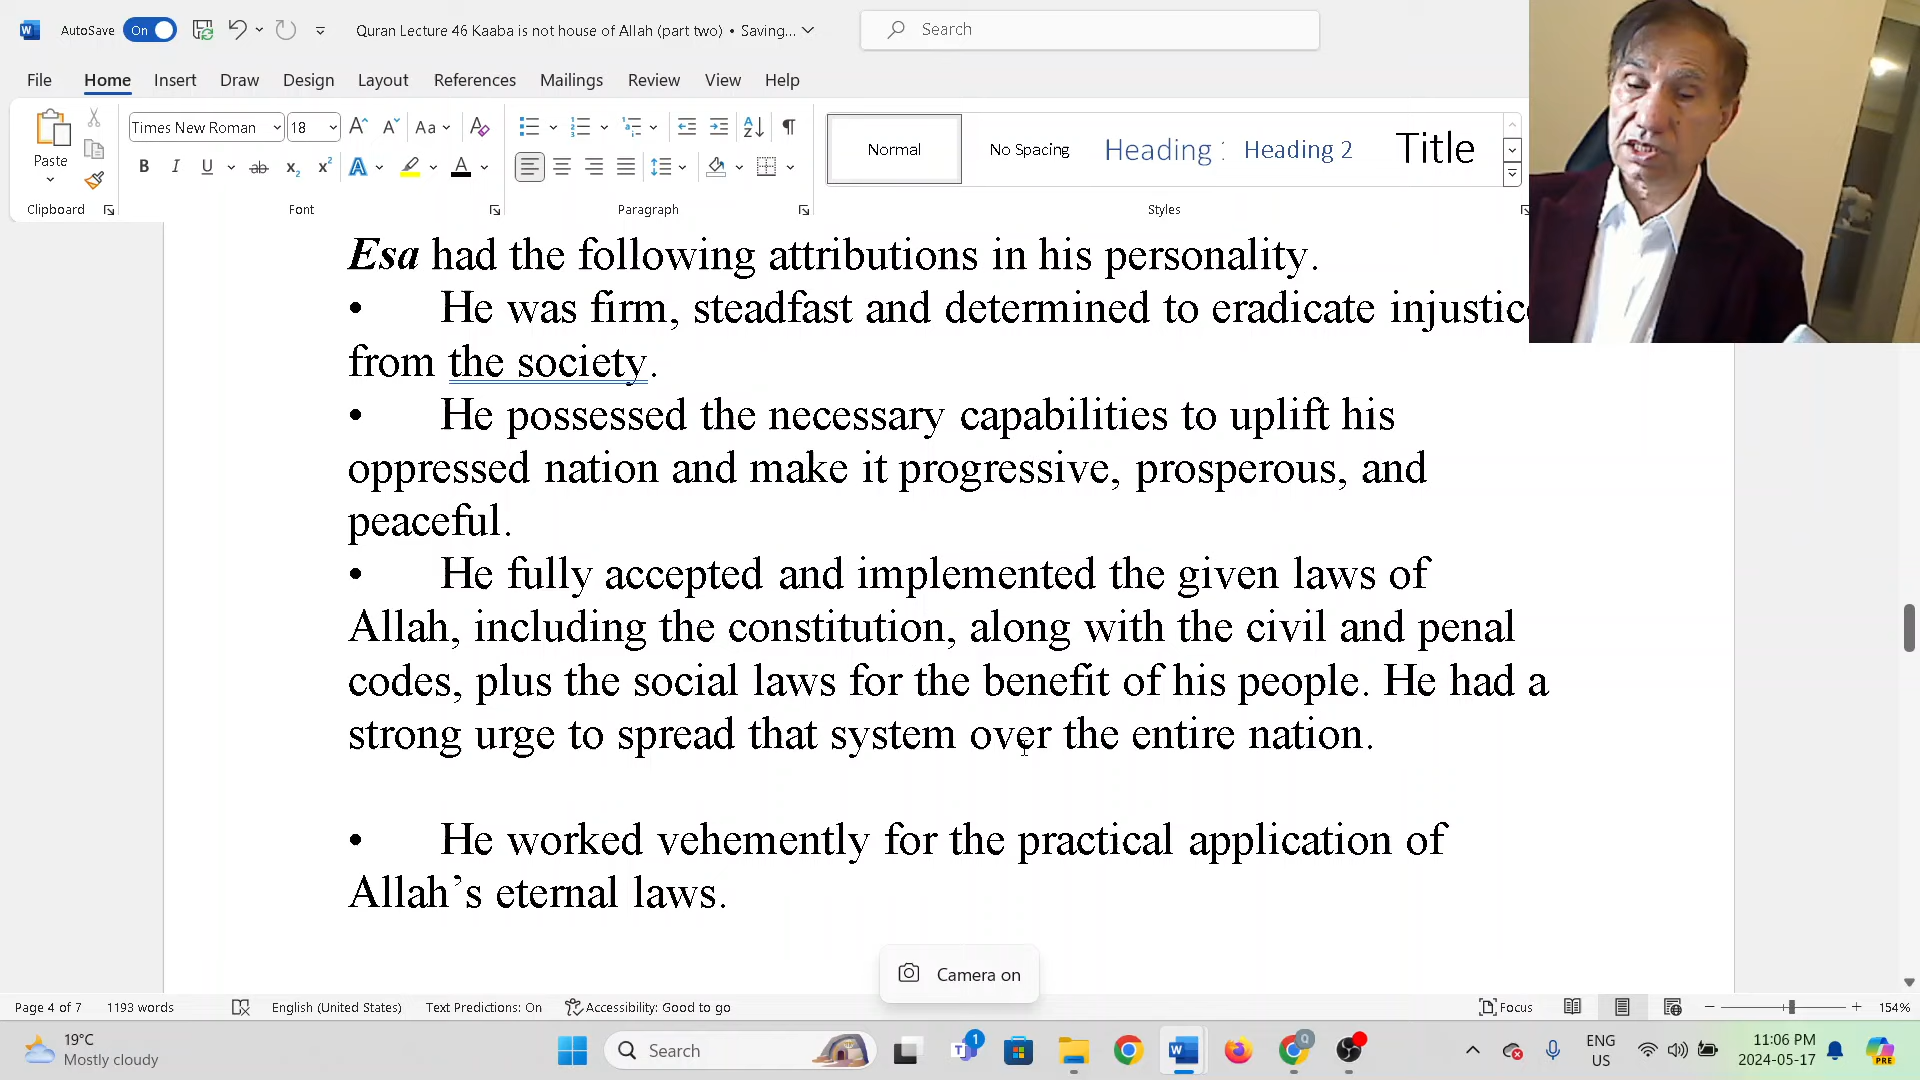 AutoSave On Quran Lecture 46 Kaaba is not house of Allah (part two) • Saving... Search
File Home Insert Draw Design Layout References Mailings Review View Help
Paste Times New Roman 18 Aa Normal No Spacing Heading 1 Heading 2 Title
B I U ab x₂ x² A A
Clipboard Font Paragraph Styles
Esa had the following attributions in his personality.
• He was firm, steadfast and determined to eradicate injustice
from the society.
• He possessed the necessary capabilities to uplift his
oppressed nation and make it progressive, prosperous, and
peaceful.
• He fully accepted and implemented the given laws of
Allah, including the constitution, along with the civil and penal
codes, plus the social laws for the benefit of his people. He had a
strong urge to spread that system over the entire nation.
• He worked vehemently for the practical application of
Allah’s eternal laws.
Camera on
Page 4 of 7 1193 words English (United States) Text Predictions: On Accessibility: Good to go Focus 154%
19°C
Mostly cloudy
Search
1
ENG
US
11:06 PM
2024-05-17
PRE